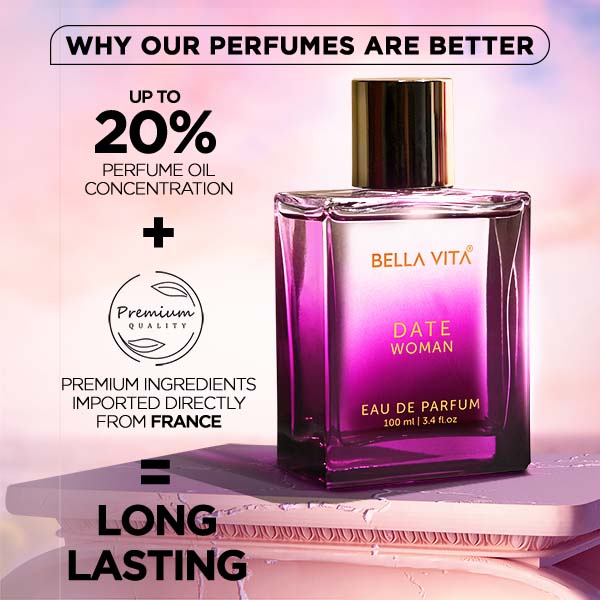 WHY OUR PERFUMES ARE BETTER
UP TO
20%
PERFUME OIL
CONCENTRATION
+
Premium
QUALITY
PREMIUM INGREDIENTS
IMPORTED DIRECTLY
FROM FRANCE
=
LONG
LASTING
BELLA VITA®
DATE
WOMAN
EAU DE PARFUM
100 ml | 3.4 fl.oz